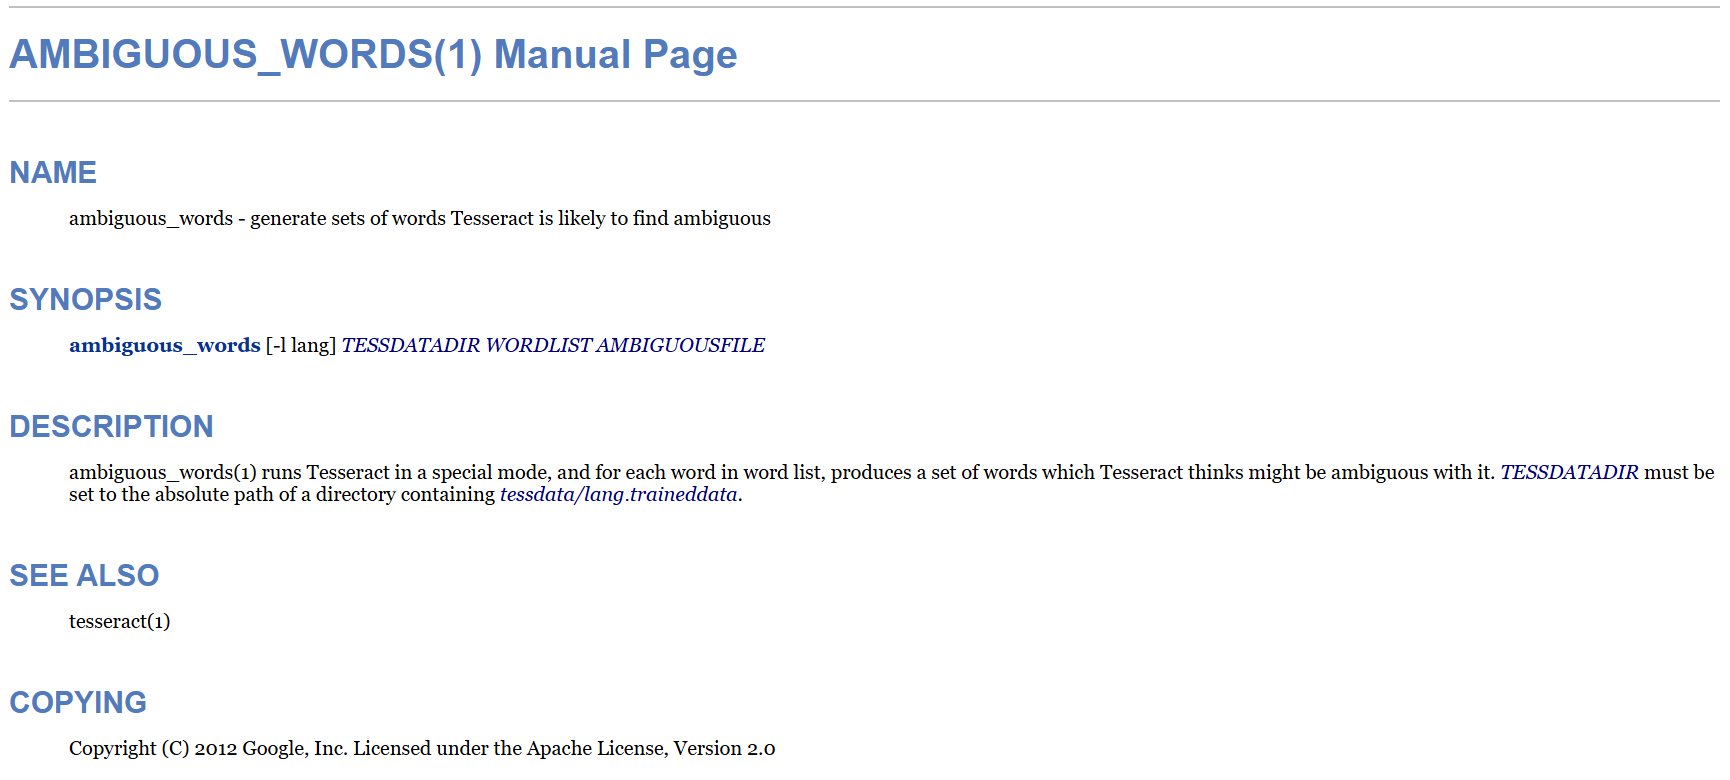 AMBIGUOUS_WORDS(1) Manual Page
NAME
ambiguous_words - generate sets of words Tesseract is likely to find ambiguous
SYNOPSIS
ambiguous_words [-l lang] TESSDATADIR WORDLIST AMBIGUOUSFILE
DESCRIPTION
ambiguous_words(1) runs Tesseract in a special mode, and for each word in word list, produces a set of words which Tesseract thinks might be ambiguous with it. TESSDATADIR must be
set to the absolute path of a directory containing tessdata/lang.traineddata.
SEE ALSO
tesseract(1)
COPYING
Copyright (C) 2012 Google, Inc. Licensed under the Apache License, Version 2.0